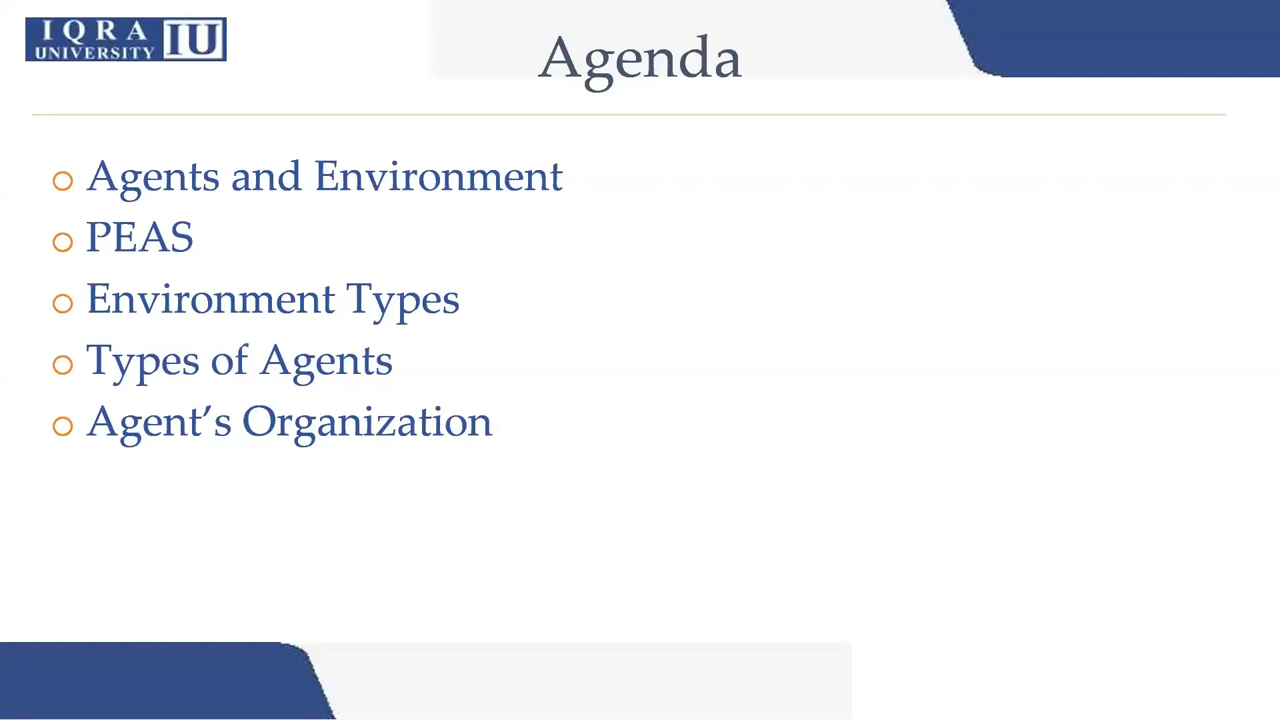 IQRA
UNIVERSITY IU
Agenda
Agents and Environment
PEAS
Environment Types
Types of Agents
Agent’s Organization